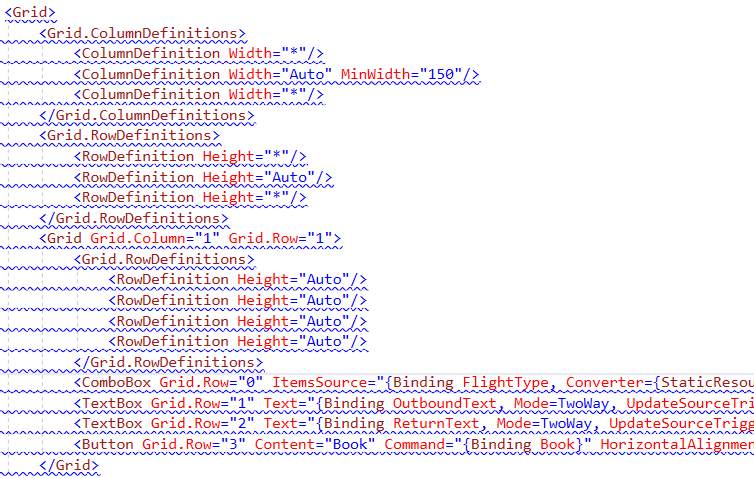 <Grid>
<Grid.ColumnDefinitions>
<ColumnDefinition Width="*"/>
<ColumnDefinition Width="Auto" MinWidth="150"/>
<ColumnDefinition Width="*"/>
</Grid.ColumnDefinitions>
<Grid.RowDefinitions>
<RowDefinition Height="*"/>
<RowDefinition Height="Auto"/>
<RowDefinition Height="*"/>
</Grid.RowDefinitions>
<Grid Grid.Column="1" Grid.Row="1">
<Grid.RowDefinitions>
<RowDefinition Height="Auto"/>
<RowDefinition Height="Auto"/>
<RowDefinition Height="Auto"/>
<RowDefinition Height="Auto"/>
</Grid.RowDefinitions>
<ComboBox Grid.Row="0" ItemsSource="{Binding FlightType, Converter={StaticResou
<TextBox Grid.Row="1" Text="{Binding OutboundText, Mode=TwoWay, UpdateSourceTri
<TextBox Grid.Row="2" Text="{Binding ReturnText, Mode=TwoWay, UpdateSourceTrigg
<Button Grid.Row="3" Content="Book" Command="{Binding Book}" HorizontalAlignmen
</Grid>